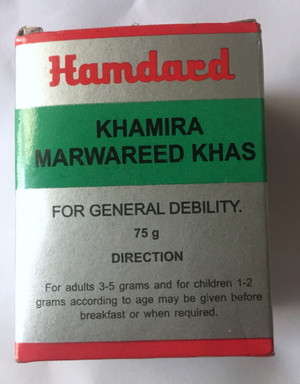 Hamdard
KHAMIRA
MARWAREED KHAS
FOR GENERAL DEBILITY.
75 g
DIRECTION
For adults 3-5 grams and for children 1-2
grams according to age may be given before
breakfast or when required.